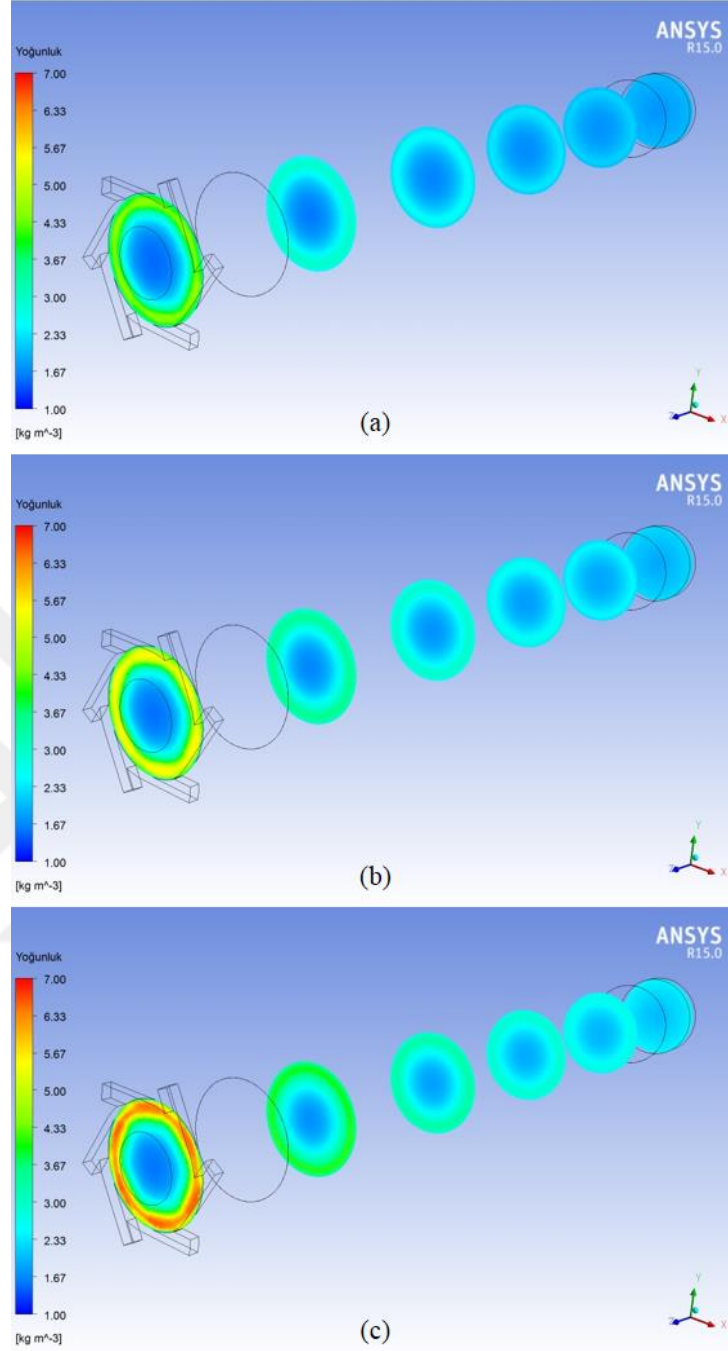 ANSYS
R15.0
Yoğunluk
7.00
6.33
5.67
5.00
4.33
3.67
3.00
2.33
1.67
1.00
[kg m^-3]
Y
Z
X
(a)
ANSYS
R15.0
Yoğunluk
7.00
6.33
5.67
5.00
4.33
3.67
3.00
2.33
1.67
1.00
[kg m^-3]
Y
Z
X
(b)
ANSYS
R15.0
Yoğunluk
7.00
6.33
5.67
5.00
4.33
3.67
3.00
2.33
1.67
1.00
[kg m^-3]
Y
Z
X
(c)